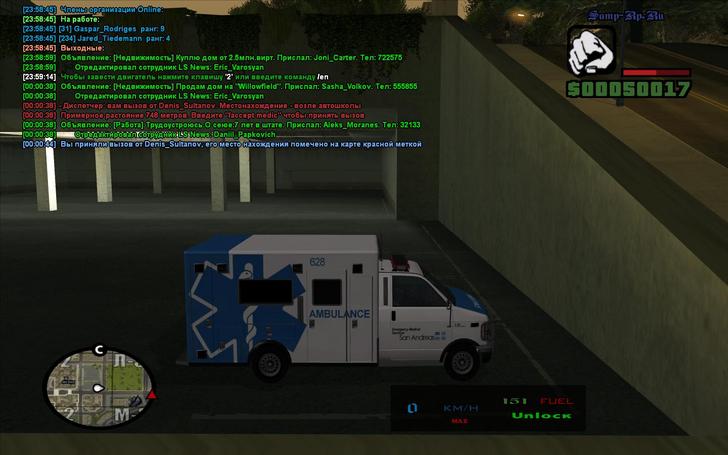 [23:58:45] Члены организации Online:
[23:58:45] На работе:
[23:58:45] [31] Gaspar_Rodriges ранг: 9
[23:58:45] [234] Jared_Tiedemann ранг: 4
[23:58:45] Выходные:
[23:58:59] Объявление: [Недвижимость] Куплю дом от 2.5млн.вирт. Прислал: Joni_Carter. Тел: 722575
[23:58:59] Отредактировал сотрудник LS News: Eric_Varosyan
[23:59:14] Чтобы завести двигатель нажмите клавишу '2' или введите команду /en
[00:00:38] Объявление: [Недвижимость] Продам дом на "Willowfield". Прислал: Sasha_Volkov. Тел: 555855
[00:00:38] Отредактировал сотрудник LS News: Eric_Varosyan
[00:00:38] - Диспетчер: вам вызов от Denis_Sultanov. Местонахождение - возле автошколы
[00:00:38] Примерное растояние 748 метров. Введите "/accept medic" чтобы принять вызов
[00:00:38] Объявление: [Работа] Трудоустроюсь О сене.7 лет в штате. Прислал: Aleks_Moranes. Тел: 32133
[00:00:38] Отредактировал сотрудник LS News: Daniil_Papkovich
[00:00:44] Вы приняли вызов от Denis_Sultanov, его место нахождения помечено на карте красной меткой
Samp-Rp.Ru
$00050017
628
AMBULANCE
San Andreas
С
П
2
М
0 KM/H 151 FUEL
MAX Unlock